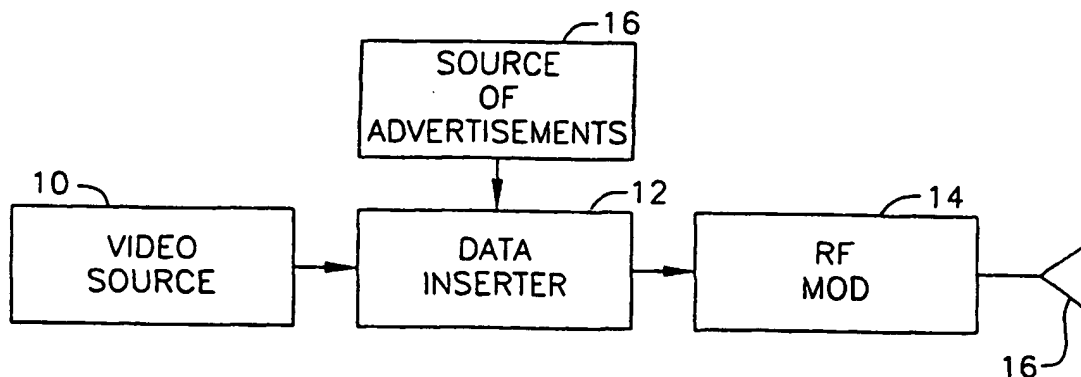 16
SOURCE
OF
ADVERTISEMENTS
10
12
14
VIDEO
SOURCE
DATA
INSERTER
RF
MOD
16